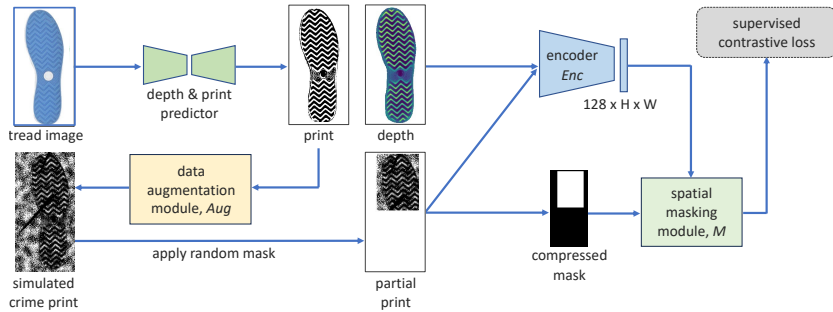 tread image
depth & print
predictor
print
depth
encoder
Enc
128 x H x W
supervised
contrastive loss
data
augmentation
module, Aug
apply random mask
simulated
crime print
partial
print
compressed
mask
spatial
masking
module, M